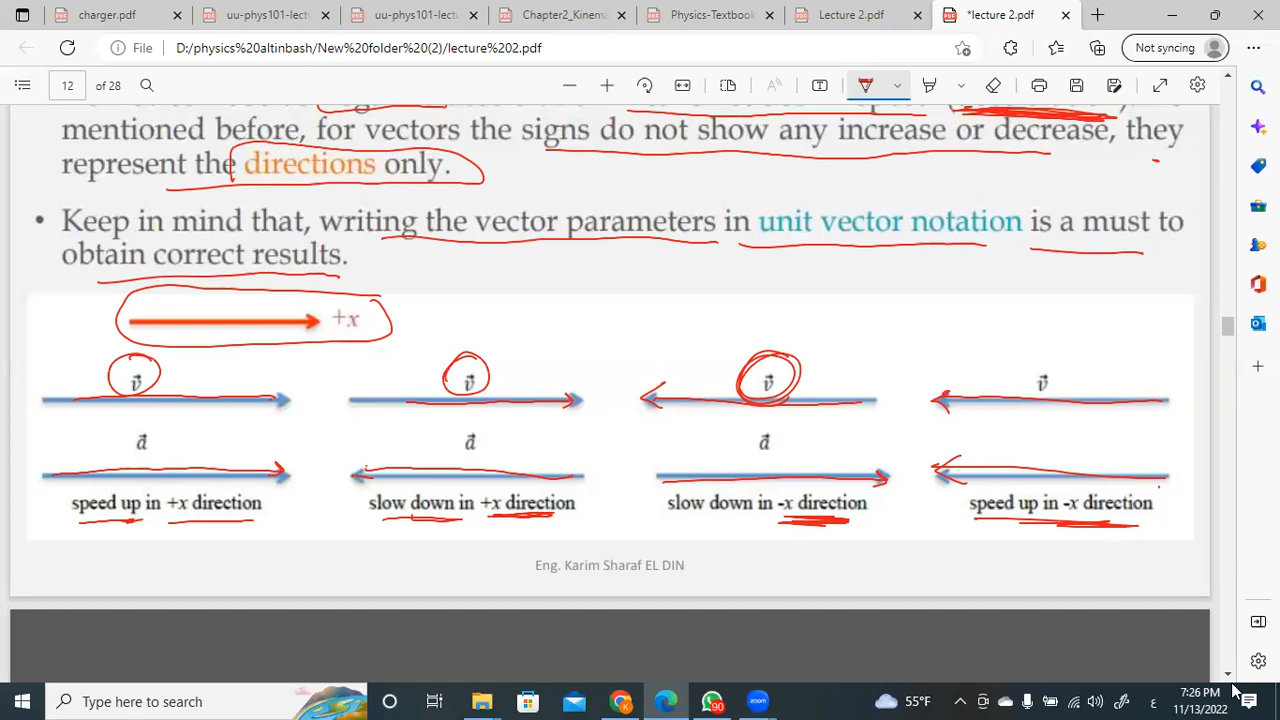 charger.pdf
uu-phys101-lectu
uu-phys101-lectu
Chapter2_Kinema
Physics-Textbook
Lecture 2.pdf
*lecture 2.pdf
File
D:/physics%20altinbash/New%20folder(2)/lecture%202.pdf
Not syncing
12 of 28
mentioned before, for vectors the signs do not show any increase or decrease, they
represent the directions only.
• Keep in mind that, writing the vector parameters in unit vector notation is a must to
obtain correct results.
+x
v⃗ v⃗ v⃗ v⃗
a⃗ a⃗ a⃗
speed up in +x direction
slow down in +x direction
slow down in -x direction
speed up in -x direction
Eng. Karim Sharaf EL DIN
Type here to search
90
zoom
55°F
ع
7:26 PM
11/13/2022